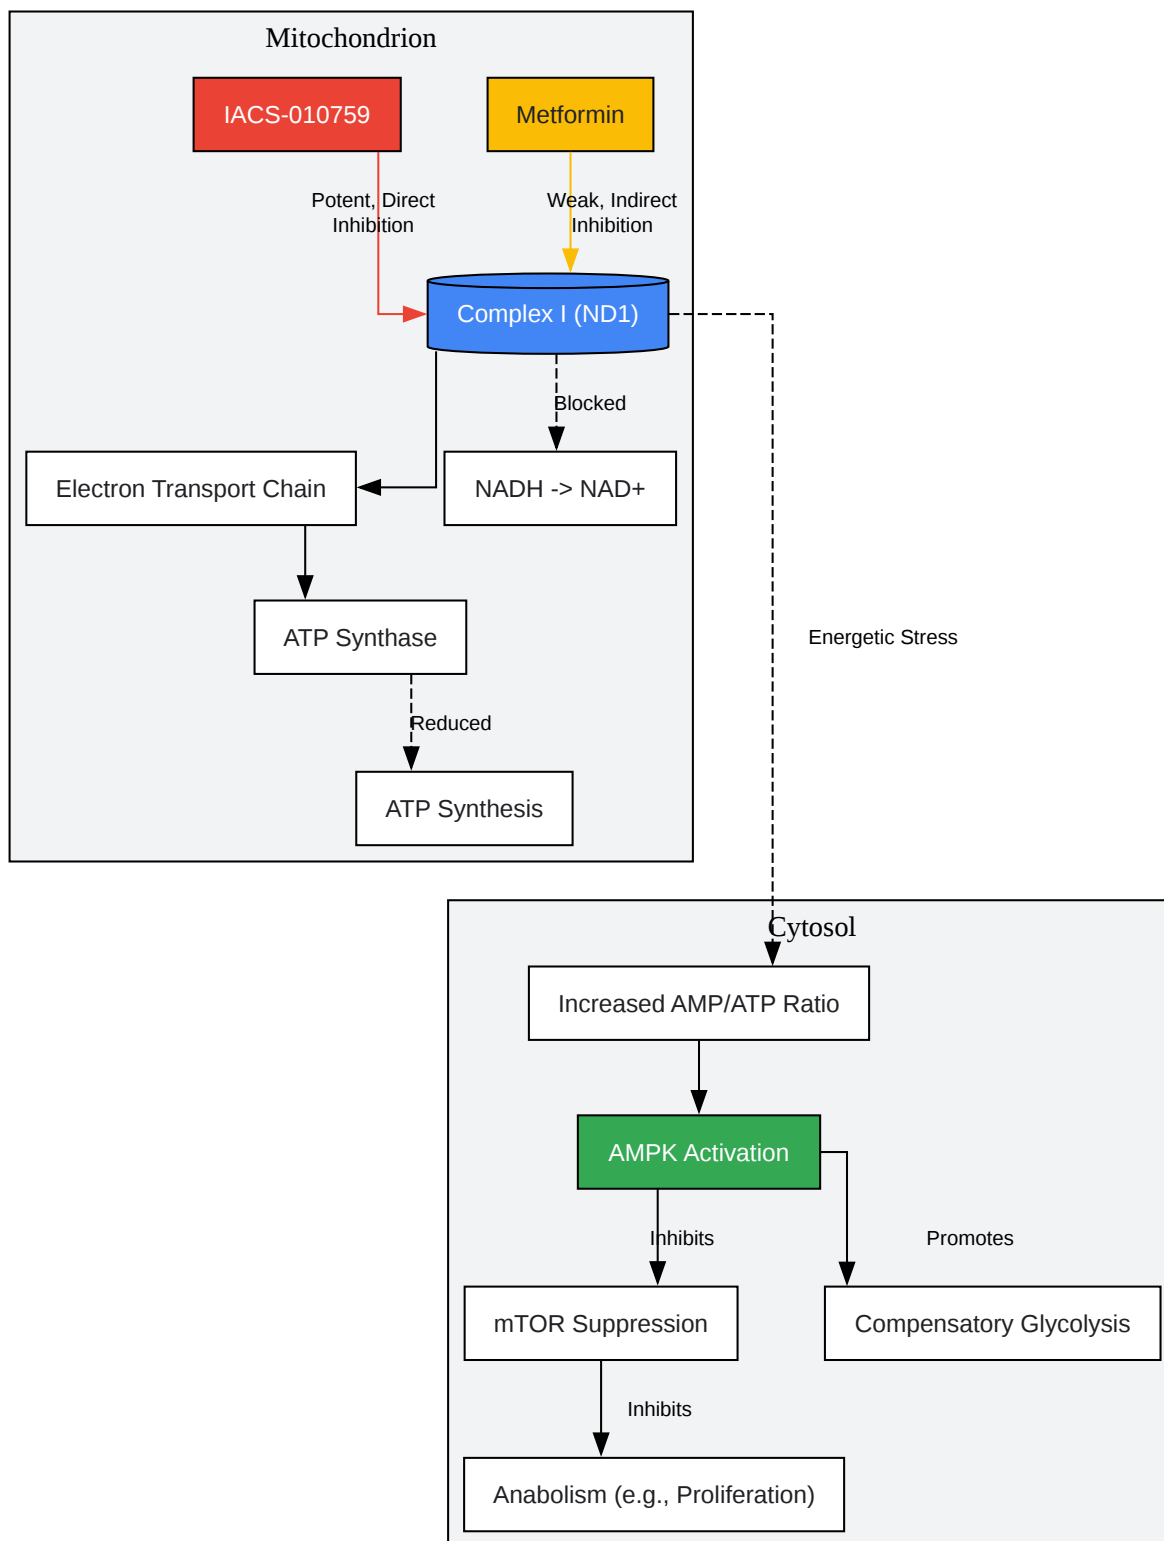 Mitochondrion
IACS-010759
Metformin
Potent, Direct
Inhibition
Weak, Indirect
Inhibition
Complex I (ND1)
Blocked
Electron Transport Chain
NADH -> NAD+
ATP Synthase
Energetic Stress
Reduced
ATP Synthesis
Cytosol
Increased AMP/ATP Ratio
AMPK Activation
Inhibits
Promotes
mTOR Suppression
Compensatory Glycolysis
Inhibits
Anabolism (e.g., Proliferation)